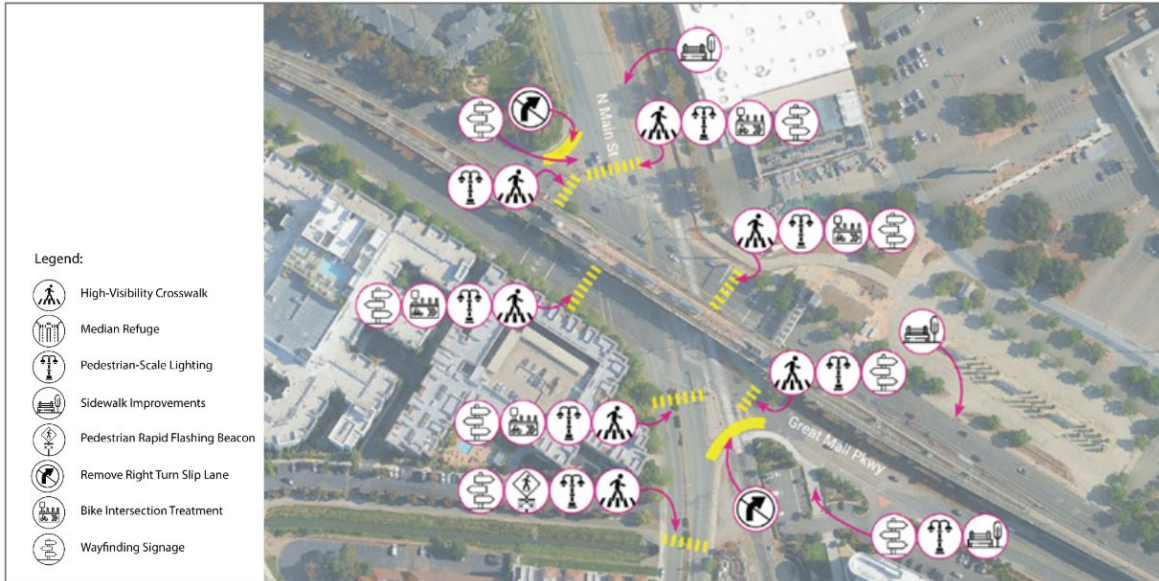 Legend:
High-Visibility Crosswalk
Median Refuge
Pedestrian-Scale Lighting
Sidewalk Improvements
Pedestrian Rapid Flashing Beacon
Remove Right Turn Slip Lane
Bike Intersection Treatment
Wayfinding Signage
N Main St
Great Mall Pkwy